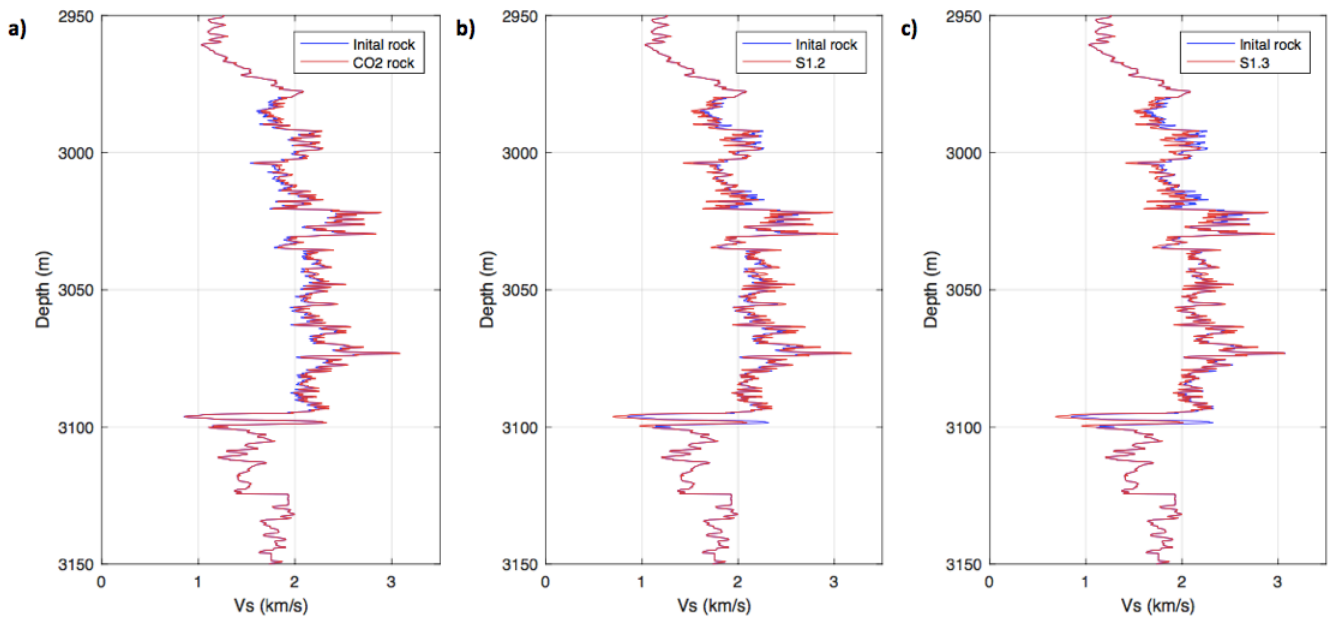 a)
2950
3000
3050
3100
3150
Depth (m)
0
1
2
3
Vs (km/s)
Inital rock
CO2 rock
b)
2950
3000
3050
3100
3150
Depth (m)
0
1
2
3
Vs (km/s)
Inital rock
S1.2
c)
2950
3000
3050
3100
3150
Depth (m)
0
1
2
3
Vs (km/s)
Inital rock
S1.3